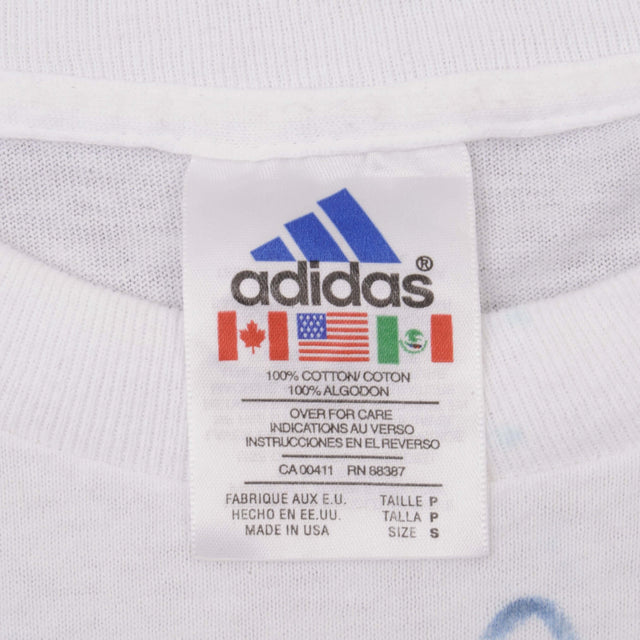 adidas®
100% COTTON/ COTON
100% ALGODON
OVER FOR CARE
INDICATIONS AU VERSO
INSTRUCCIONES EN EL REVERSO
CA 00411 RN 88387
FABRIQUE AUX E.U. TAILLE P
HECHO EN EE.UU. TALLA P
MADE IN USA SIZE S